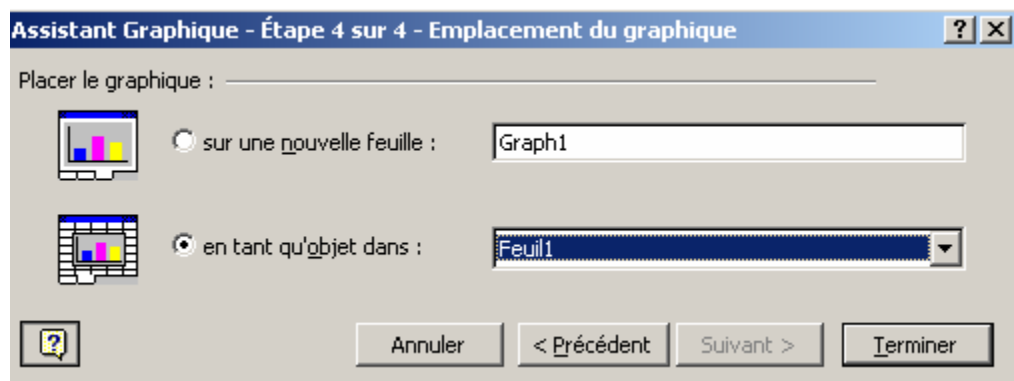 Assistant Graphique - Étape 4 sur 4 - Emplacement du graphique
Placer le graphique :
sur une nouvelle feuille : Graph1
en tant qu'objet dans : Feuil1
Annuler < Précédent Suivant > Terminer